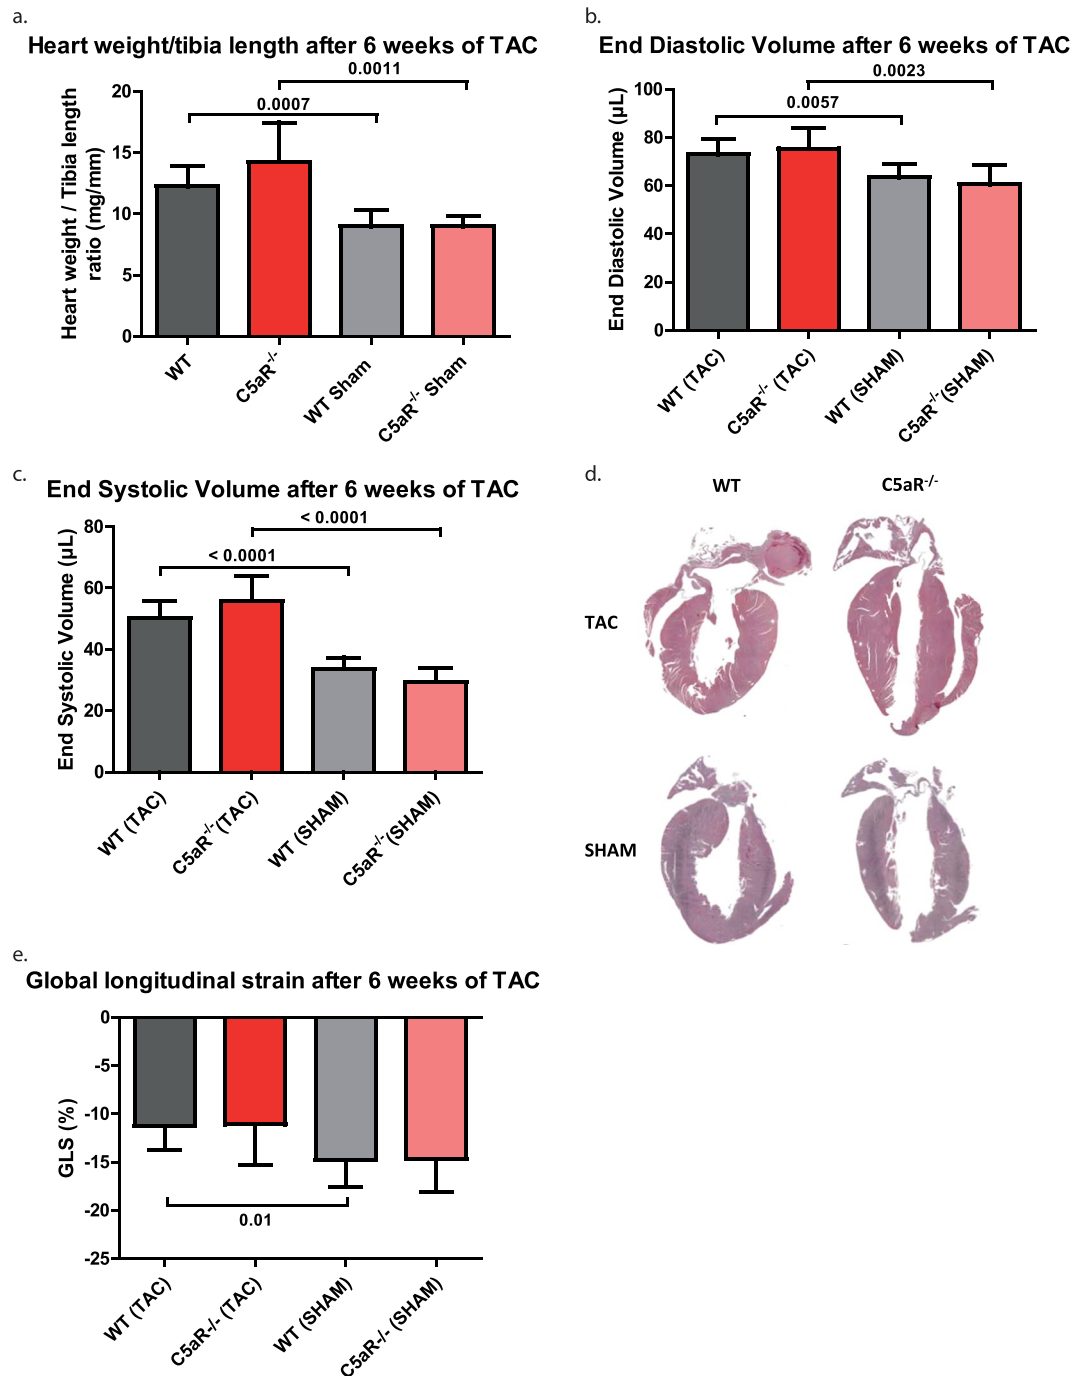 a.
Heart weight/tibia length after 6 weeks of TAC
0.0011
0.0007
Heart weight / Tibia length
ratio (mg/mm)
20
15
10
5
0
WT
C5aR-/-
WT Sham
C5aR-/- Sham
b.
End Diastolic Volume after 6 weeks of TAC
0.0023
0.0057
End Diastolic Volume (µL)
100
80
60
40
20
0
WT (TAC)
C5aR-/- (TAC)
WT (SHAM)
C5aR-/- (SHAM)
c.
End Systolic Volume after 6 weeks of TAC
< 0.0001
< 0.0001
End Systolic Volume (µL)
80
60
40
20
0
WT (TAC)
C5aR-/- (TAC)
WT (SHAM)
C5aR-/- (SHAM)
d.
WT
C5aR-/-
TAC
SHAM
e.
Global longitudinal strain after 6 weeks of TAC
GLS (%)
0
-5
-10
-15
-20
-25
0.01
WT (TAC)
C5aR-/- (TAC)
WT (SHAM)
C5aR-/- (SHAM)